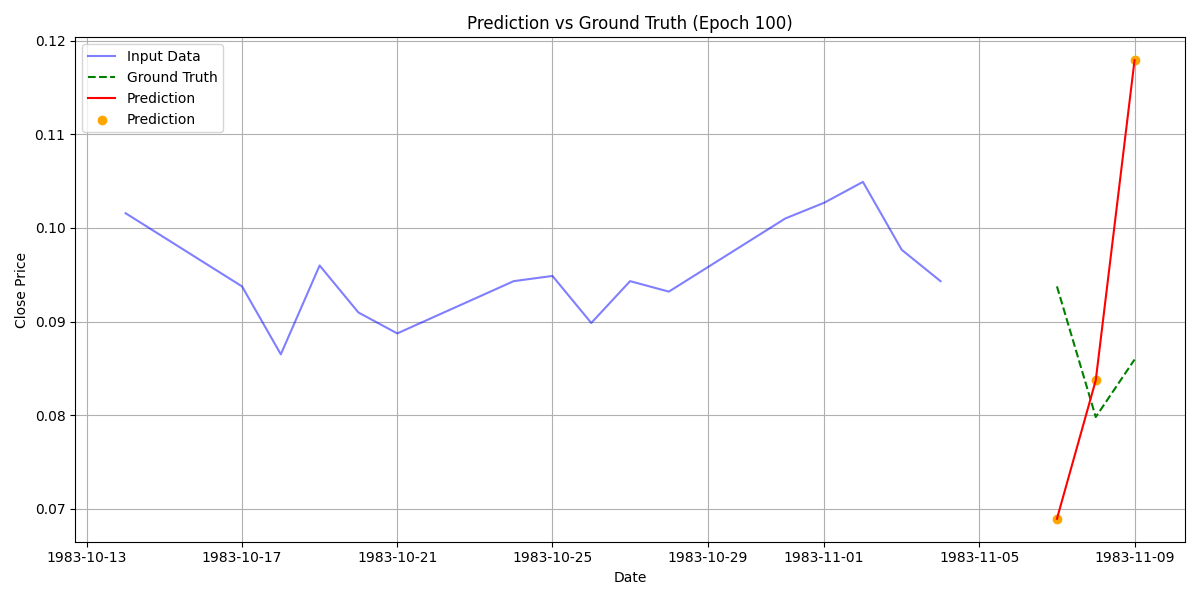 Prediction vs Ground Truth (Epoch 100)
Input Data
Ground Truth
Prediction
Prediction
Close Price
0.12
0.11
0.10
0.09
0.08
0.07
1983-10-13
1983-10-17
1983-10-21
1983-10-25
1983-10-29
1983-11-01
1983-11-05
1983-11-09
Date